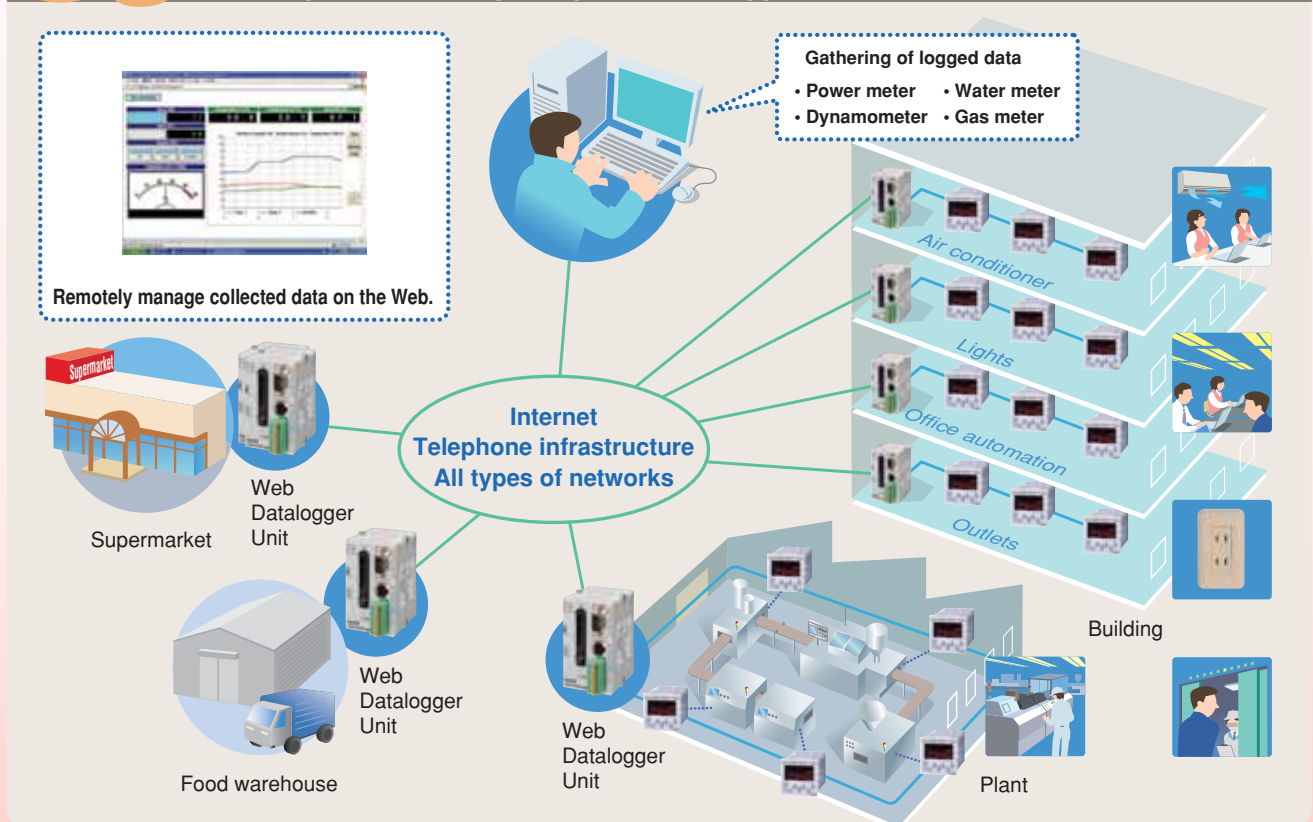 Gathering of logged data
• Power meter • Water meter
• Dynamometer • Gas meter
Remotely manage collected data on the Web.
Air conditioner
Lights
Office automation
Outlets
Building
Internet
Telephone infrastructure
All types of networks
Supermarket
Supermarket
Web
Datalogger
Unit
Food warehouse
Web
Datalogger
Unit
Web
Datalogger
Unit
Plant